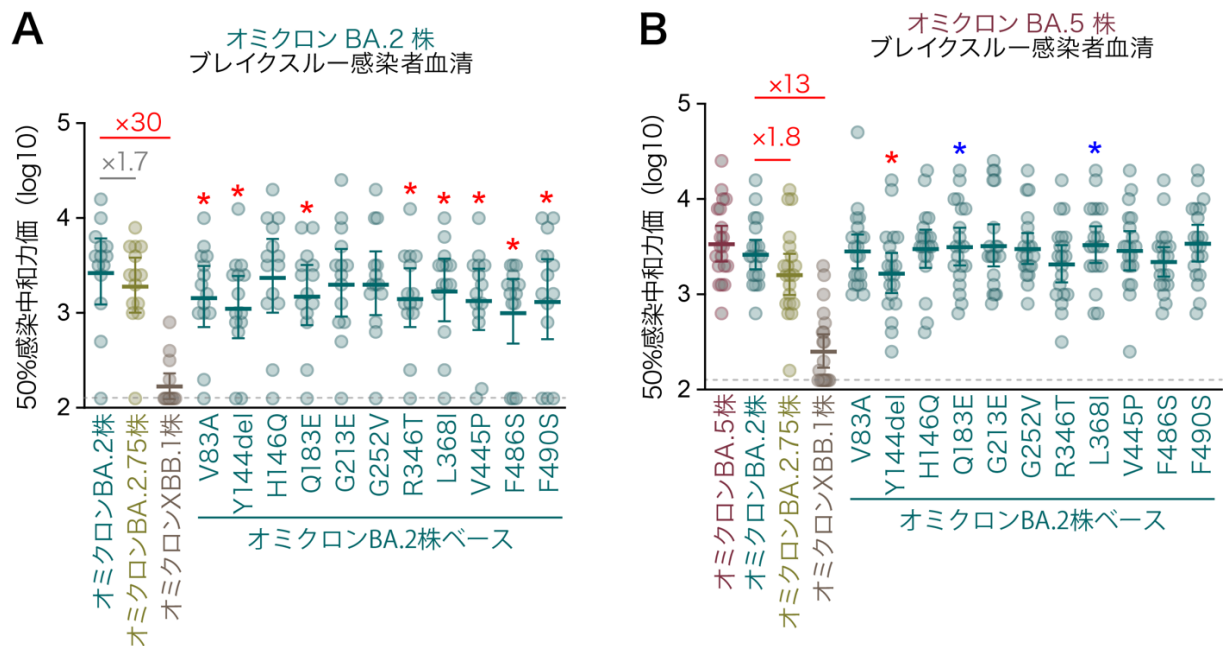 A
オミクロン BA.2 株
ブレイクスルー感染者血清
50%感染中和力価（log10）
5
4
3
2
×30
×1.7
*
*
*
*
*
*
*
*
オミクロンBA.2株
オミクロンBA.2.75株
オミクロンXBB.1株
V83A
Y144del
H146Q
Q183E
G213E
G252V
R346T
L368I
V445P
F486S
F490S
オミクロンBA.2株ベース
B
オミクロン BA.5 株
ブレイクスルー感染者血清
50%感染中和力価（log10）
5
4
3
2
×13
×1.8
*
*
*
オミクロンBA.5株
オミクロンBA.2株
オミクロンBA.2.75株
オミクロンXBB.1株
V83A
Y144del
H146Q
Q183E
G213E
G252V
R346T
L368I
V445P
F486S
F490S
オミクロンBA.2株ベース